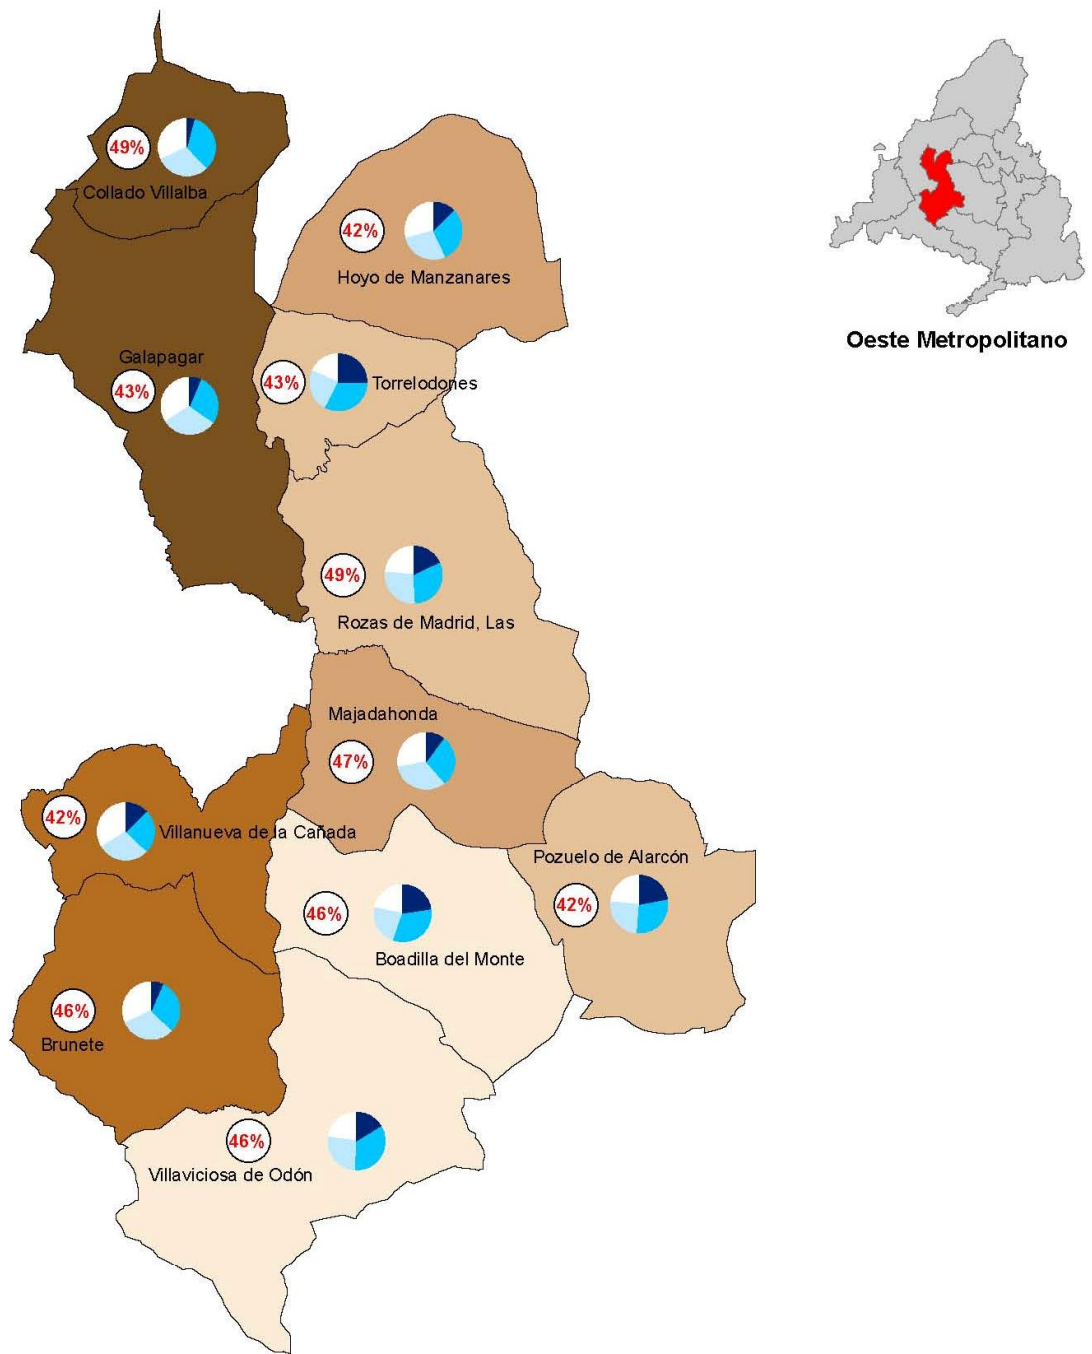 49%
Collado Villalba
42%
Hoyo de Manzanares
Oeste Metropolitano
Galapagar
43%
43%
Torrelodones
49%
Rozas de Madrid, Las
Majadahonda
47%
42%
Villanueva de la Cañada
Pozuelo de Alarcón
42%
46%
Boadilla del Monte
46%
Brunete
46%
Villaviciosa de Odón